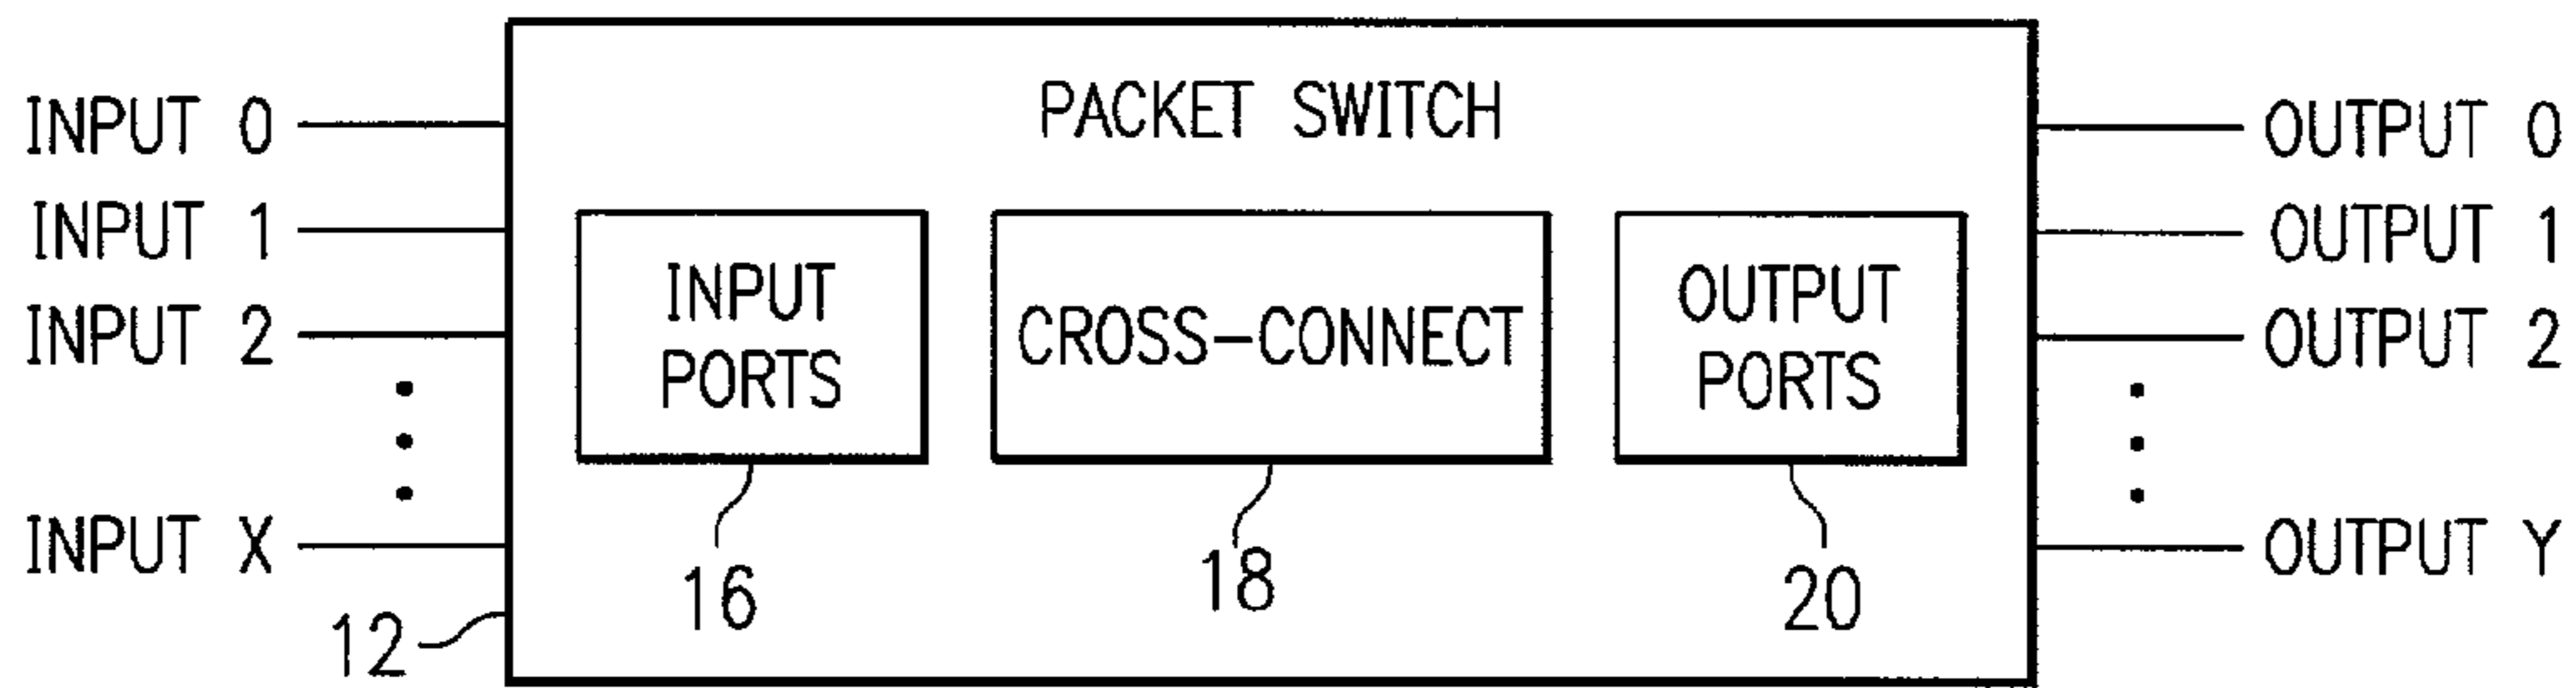 PACKET SWITCH
INPUT 0
INPUT 1
INPUT 2
INPUT X
12
INPUT
PORTS
16
CROSS-CONNECT
18
OUTPUT
PORTS
20
OUTPUT 0
OUTPUT 1
OUTPUT 2
OUTPUT Y